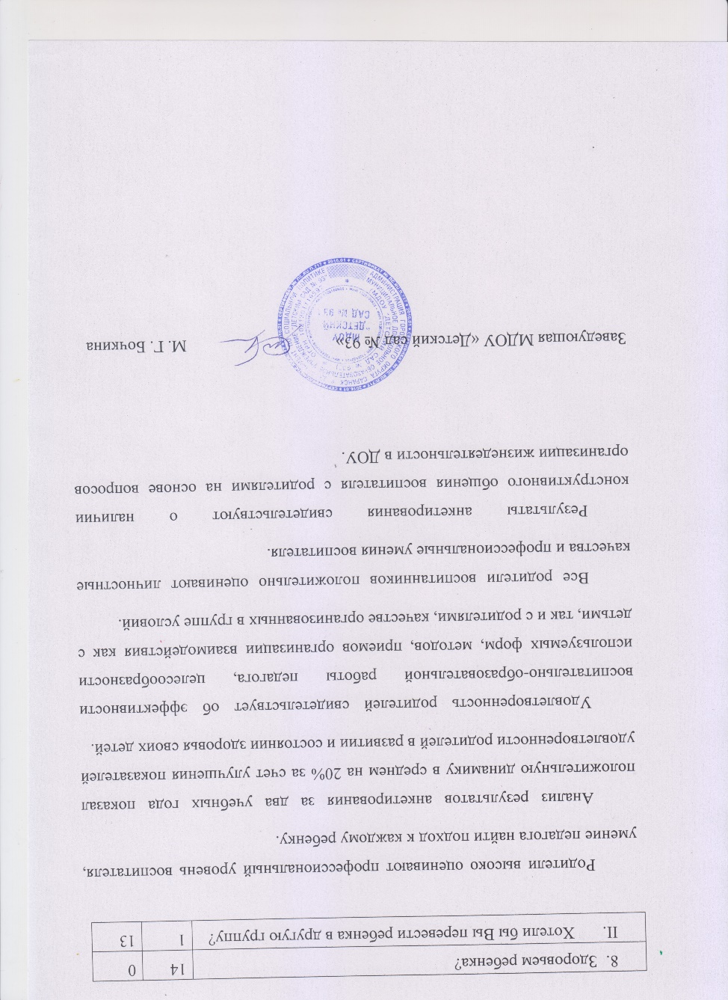 8. Здоровьем ребенка? 14 0
II. Хотели бы Вы перевести ребенка в другую группу? 1 13
Родители высоко оценивают профессиональный уровень воспитателя,
умение педагога найти подход к каждому ребенку.
Анализ результатов анкетирования за два учебных года показал
положительную динамику в среднем на 20% за счет улучшения показателей
удовлетворенности родителей в развитии и состоянии здоровья своих детей.
Удовлетворенность родителей свидетельствует об эффективности
воспитательно-образовательной работы педагога, целесообразности
используемых форм, методов, приемов организации взаимодействия как с
детьми, так и с родителями, качестве организованных в группе условий.
Все родители воспитанников положительно оценивают личностные
качества и профессиональные умения воспитателя.
Результаты анкетирования свидетельствуют о наличии
конструктивного общения воспитателя с родителями на основе вопросов
организации жизнедеятельности в ДОУ.
Заведующая МДОУ «Детский сад № 93» М. Г. Бочкина
МДОУ
"ДЕТСКИЙ
САД № 93"